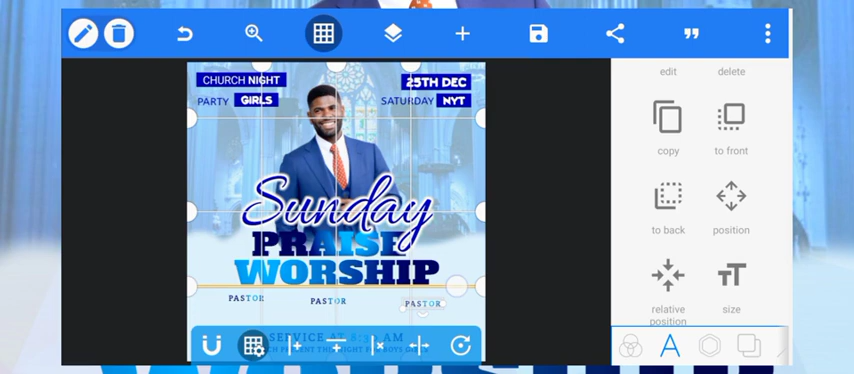 edit delete
CHURCH NIGHT
25TH DEC
PARTY GIRLS
SATURDAY NYT
copy to front
Sunday
PRAISE
WORSHIP
to back position
PASTOR PASTOR PASTOR
relative position size
SERVICE AT 8:30 AM